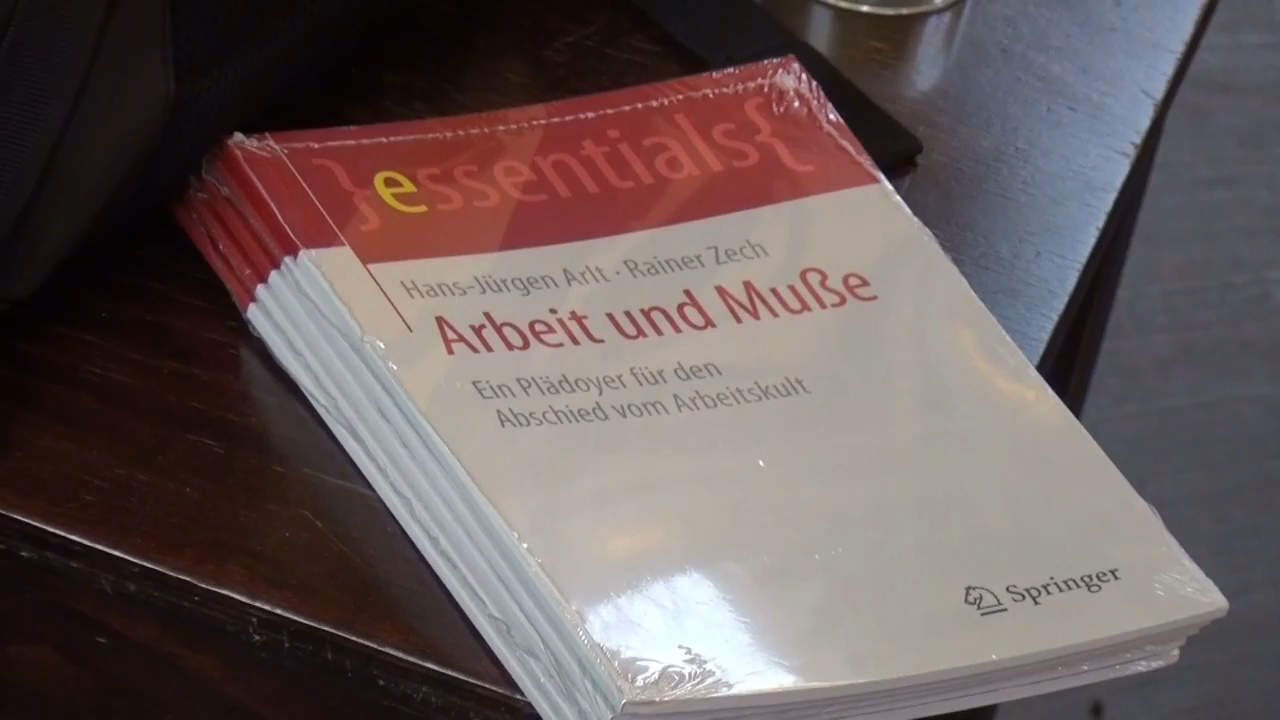 }essentials{
Hans-Jürgen Arlt · Rainer Zech
Arbeit und Muße
Ein Plädoyer für den
Abschied vom Arbeitskult
Springer